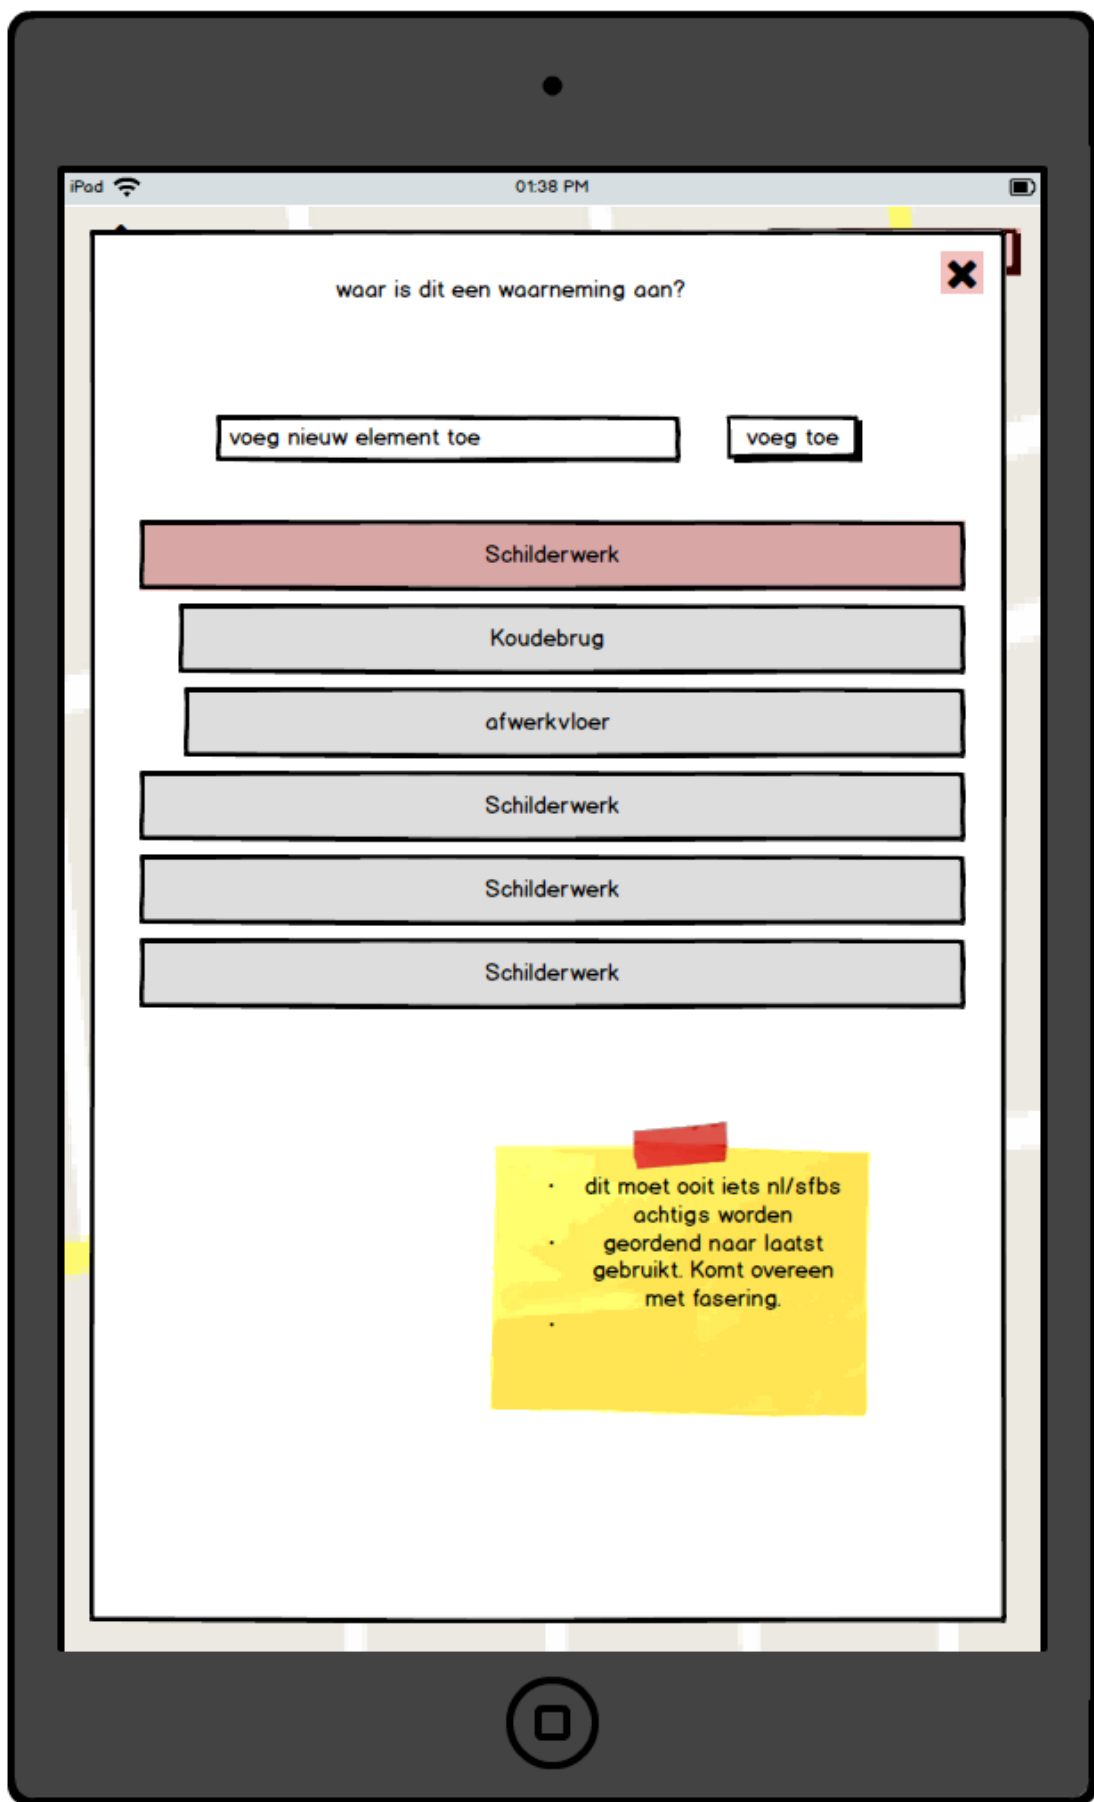 iPad 01:38 PM
waar is dit een waarneming aan?
voeg nieuw element toe voeg toe
Schilderwerk
Koudebrug
afwerkvloer
Schilderwerk
Schilderwerk
Schilderwerk
· dit moet ooit iets nl/sfbs
achtigs worden
· geordend naar laatst
gebruikt. Komt overeen
met fasering.
·